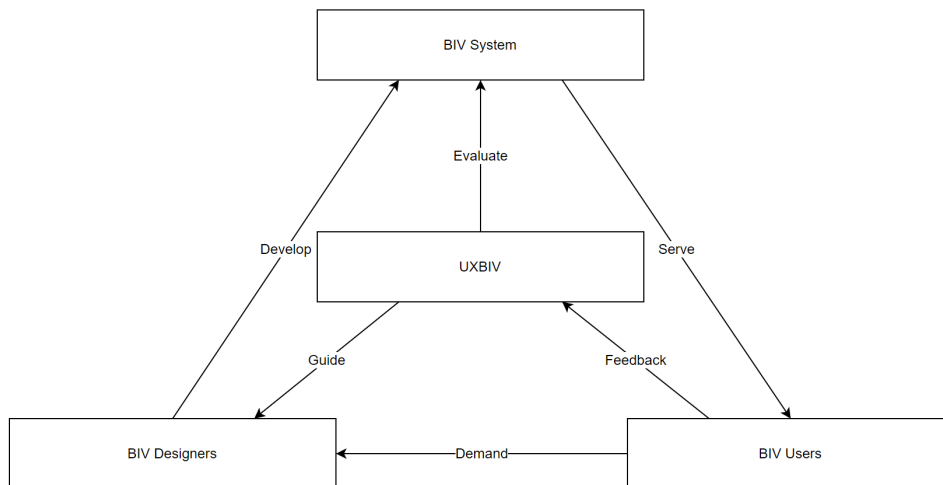 BIV System
Evaluate
Develop
Serve
UXBIV
Guide
Feedback
BIV Designers
Demand
BIV Users